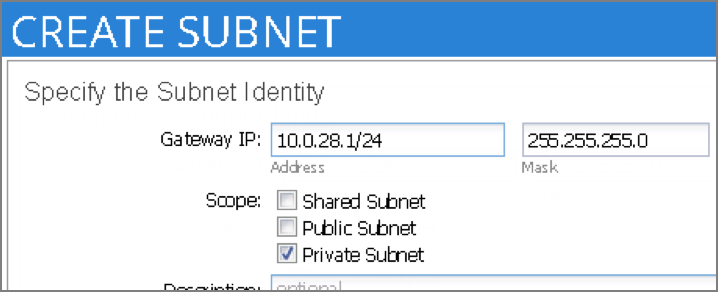 CREATE SUBNET
Specify the Subnet Identity
Gateway IP: 10.0.28.1/24 255.255.255.0
Address Mask
Scope: Shared Subnet
Public Subnet
Private Subnet
Description: optional